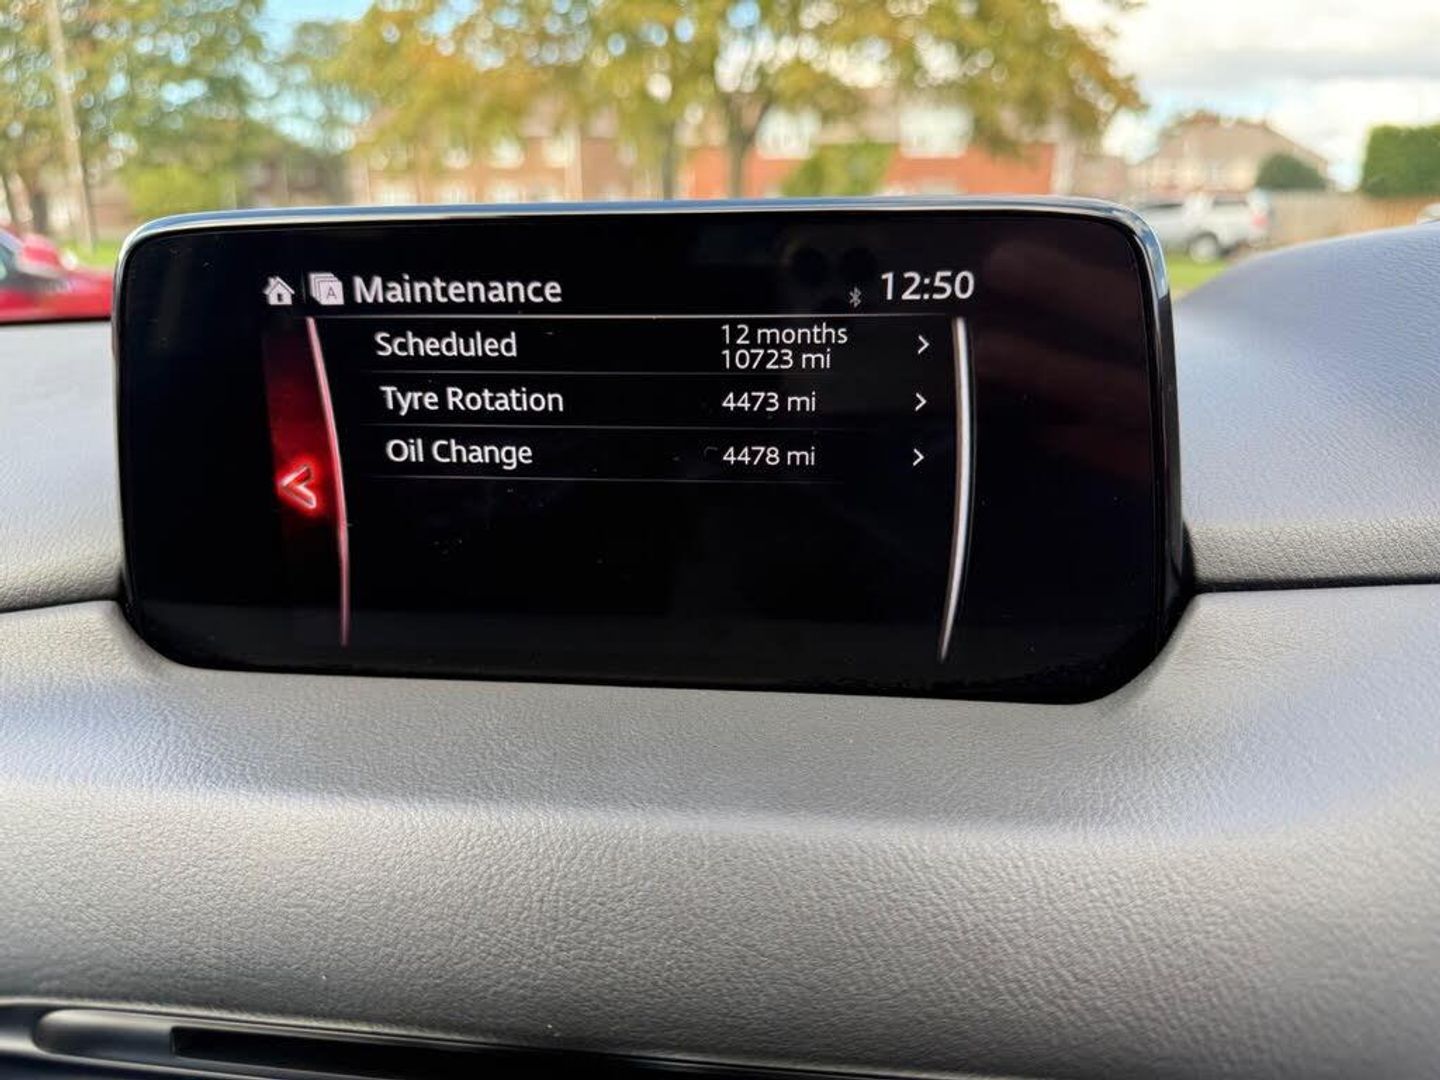 A Maintenance 12:50
Scheduled 12 months
10723 mi
Tyre Rotation 4473 mi
Oil Change 4478 mi